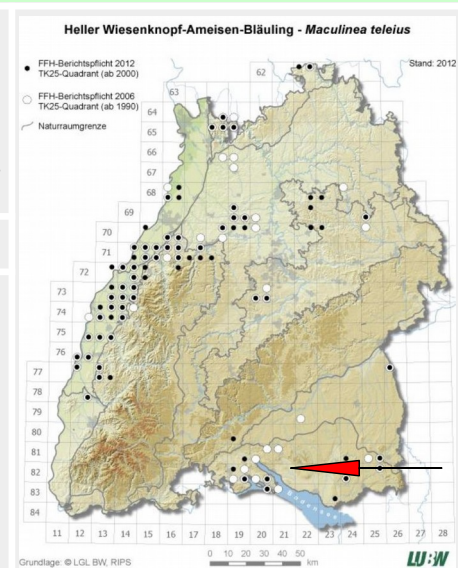 Heller Wiesenknopf-Ameisen-Bläuling - Maculinea teleius
FFH-Berichtspflicht 2012
TK25-Quadrant (ab 2000)
FFH-Berichtspflicht 2006
TK25-Quadrant (ab 1990)
Naturraumgrenze
Stand: 2012
62
63
64
65
66
67
68
69
70
71
72
73
74
75
76
77
78
79
80
81
82
83
84
11 12 13 14 15 16 17 18 19 20 21 22 23 24 25 26 27 28
0 10 20 30 40 50
km
Grundlage: © LGL BW, RIPS
LUBW